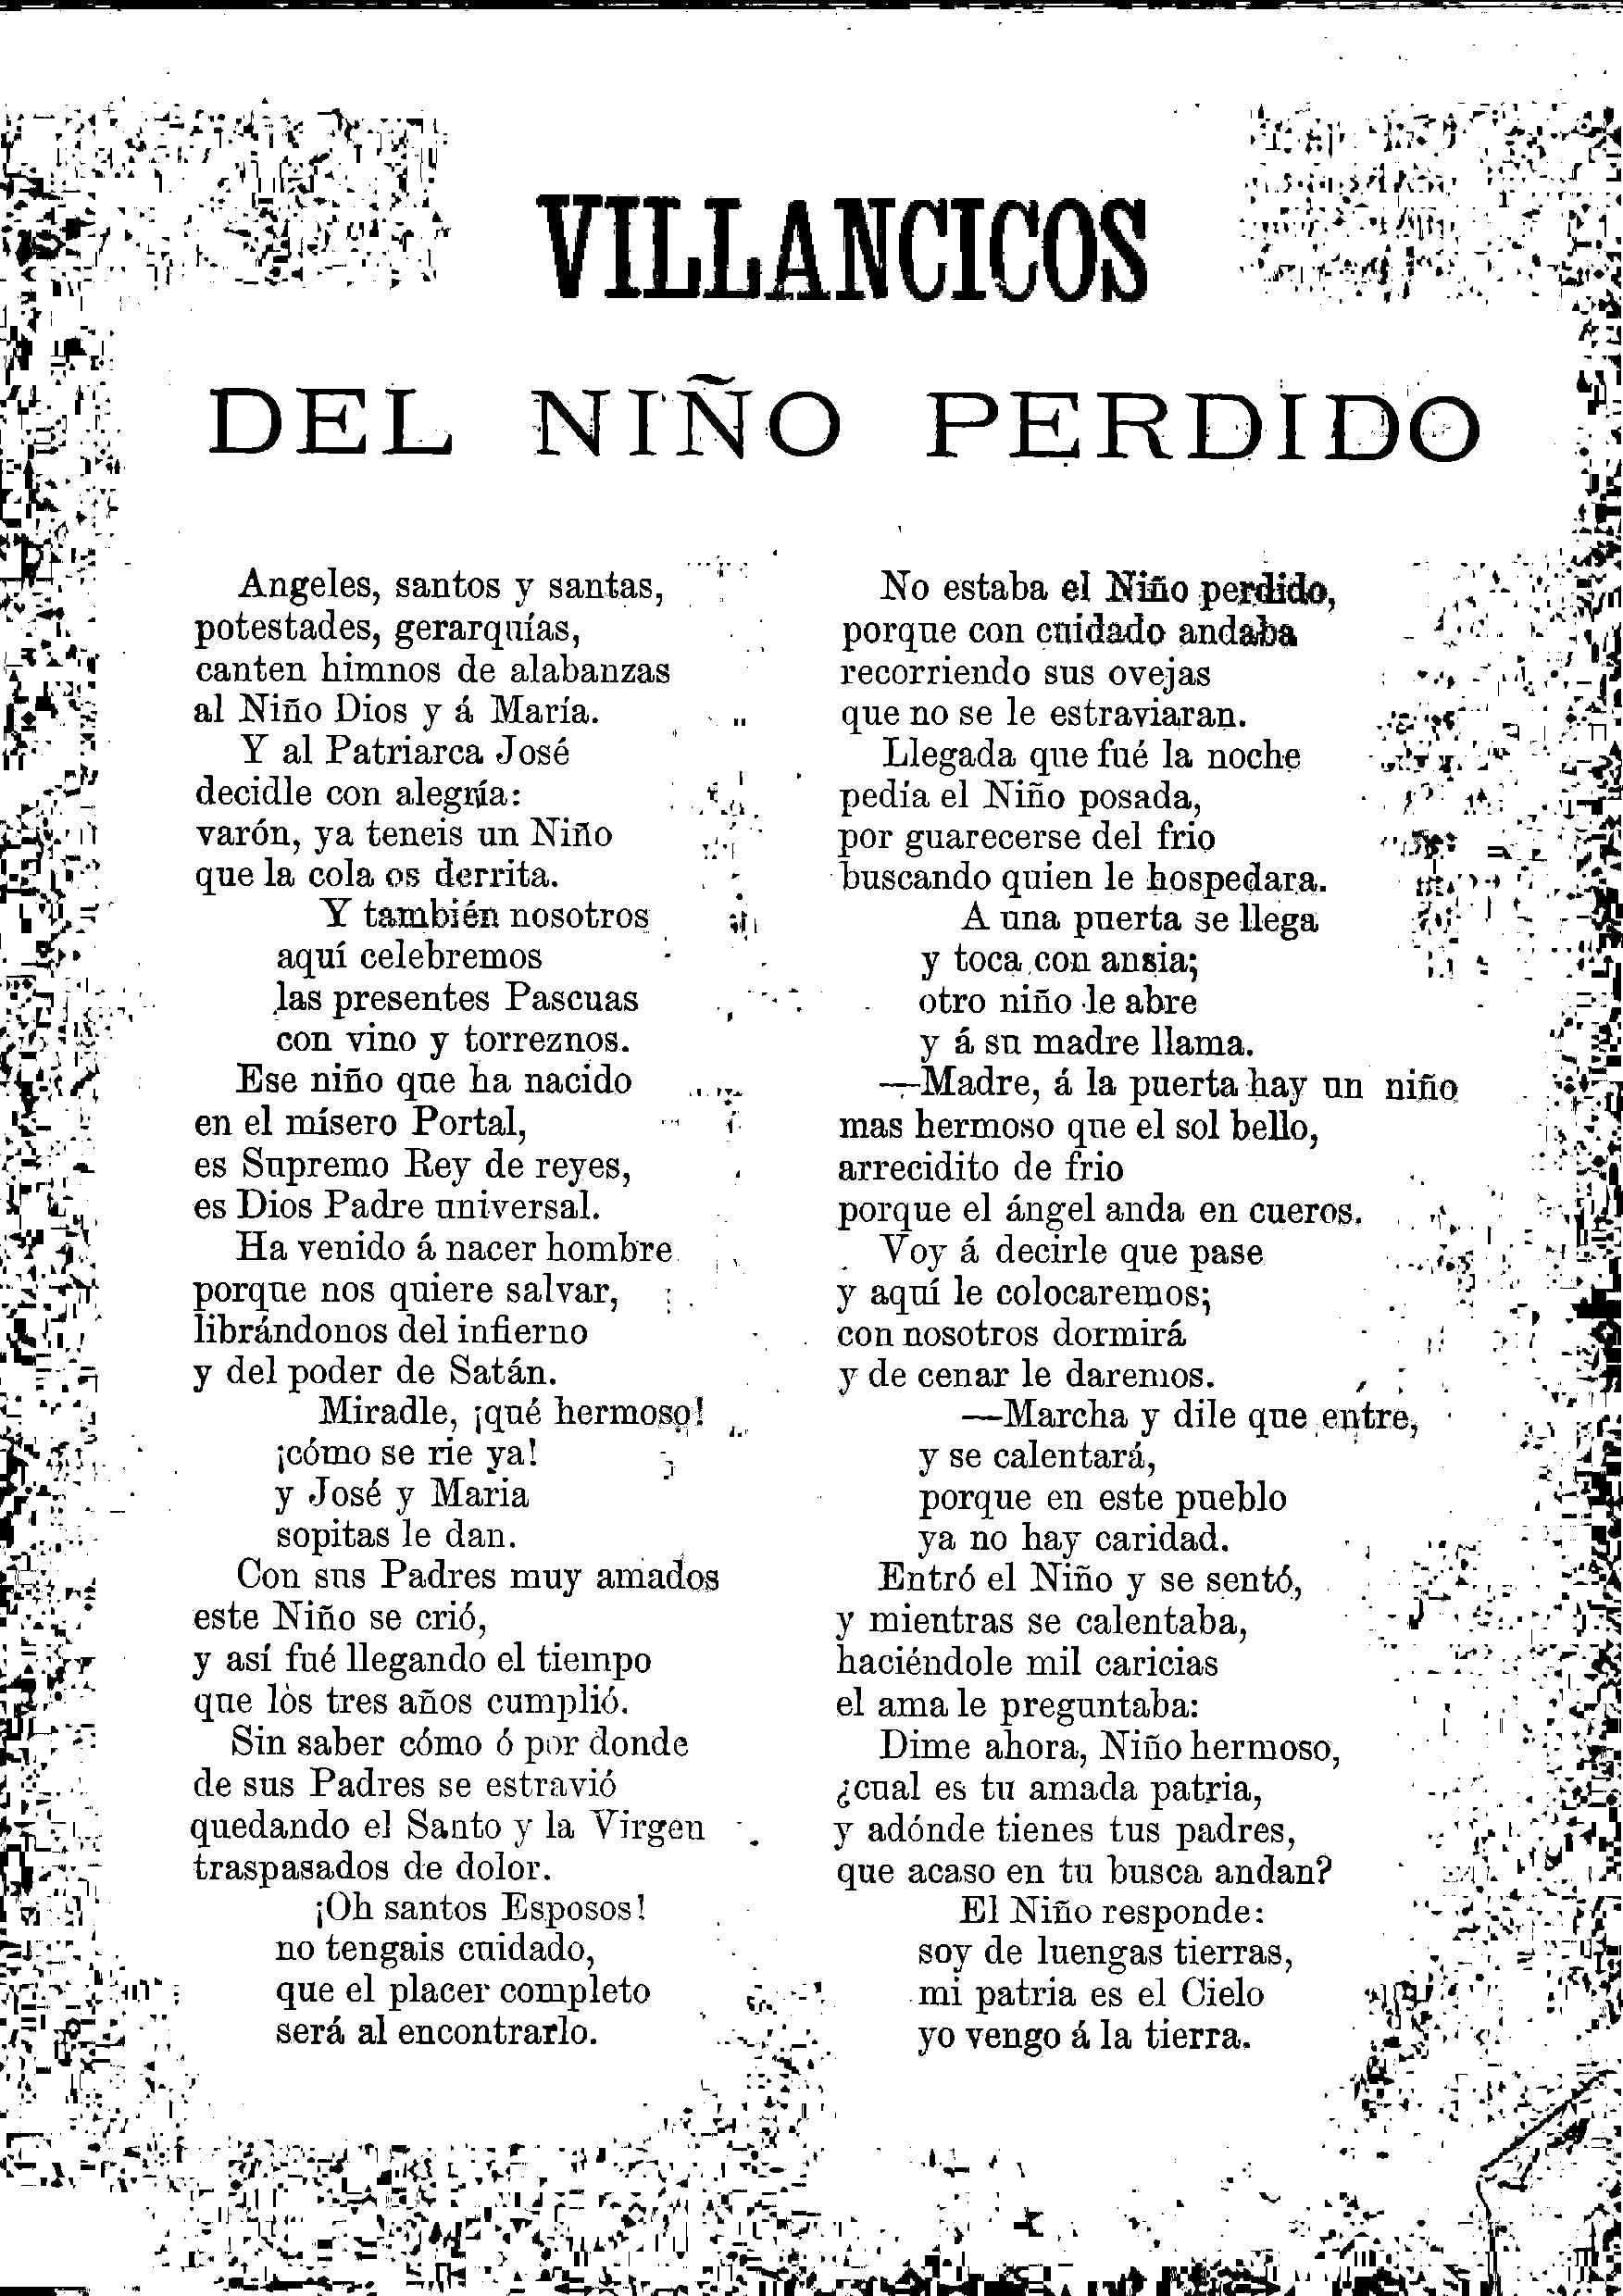 VILLANCICOS
DEL NIÑO PERDIDO
Angeles, santos y santas,
potestades, gerarquías,
canten himnos de alabanzas
al Niño Dios y á María.
Y al Patriarca José
decidle con alegría:
varón, ya teneis un Niño
que la cola os derrita.
Y también nosotros
aquí celebremos
las presentes Pascuas
con vino y torreznos.
Ese niño que ha nacido
en el mísero Portal,
es Supremo Rey de reyes,
es Dios Padre universal.
Ha venido á nacer hombre
porque nos quiere salvar,
librándonos del infierno
y del poder de Satán.
Miradle, ¡qué hermoso!
¡cómo se rie ya!
y José y Maria
sopitas le dan.
Con sus Padres muy amados
este Niño se crió,
y así fué llegando el tiempo
que lòs tres años cumplió.
Sin saber cómo ó por donde
de sus Padres se estravió
quedando el Santo y la Virgen
traspasados de dolor.
¡Oh santos Esposos!
no tengais cuidado,
que el placer completo
será al encontrarlo.
No estaba el Niño perdido,
porque con cuidado andaba
recorriendo sus ovejas
que no se le estraviaran.
Llegada que fué la noche
pedia el Niño posada,
por guarecerse del frio
buscando quien le hospedara.
A una puerta se llega
y toca con ansia;
otro niño le abre
y á su madre llama.
—Madre, á la puerta hay un niño
mas hermoso que el sol bello,
arrecidito de frio
porque el ángel anda en cueros.
Voy á decirle que pase
y aquí le colocaremos;
con nosotros dormirá
y de cenar le daremos.
—Marcha y dile que entre,
y se calentará,
porque en este pueblo
ya no hay caridad.
Entró el Niño y se sentó,
y mientras se calentaba,
haciéndole mil caricias
el ama le preguntaba:
Dime ahora, Niño hermoso,
¿cual es tu amada patria,
y adónde tienes tus padres,
que acaso en tu busca andan?
El Niño responde:
soy de luengas tierras,
mi patria es el Cielo
yo vengo á la tierra.